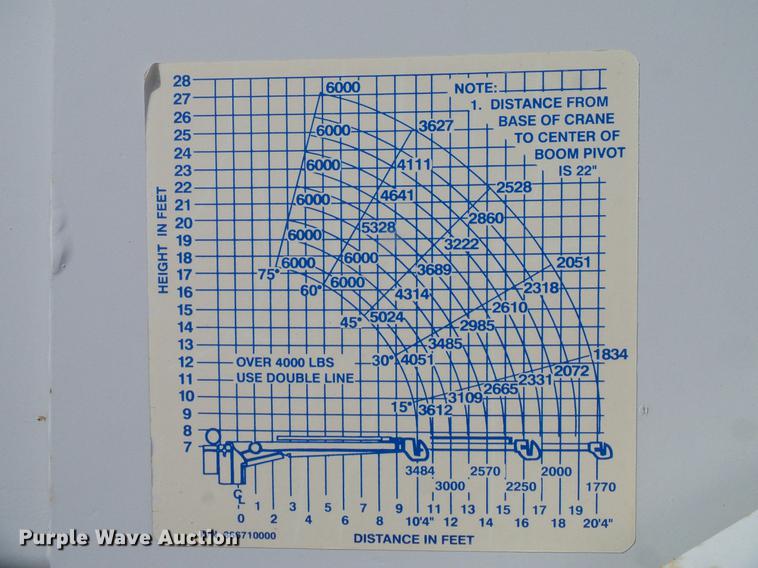 28
27
26
25
24
23
22
21
20
19
18
17
16
15
14
13
12
11
10
9
8
7
HEIGHT IN FEET
NOTE:
1. DISTANCE FROM
BASE OF CRANE
TO CENTER OF
BOOM PIVOT
IS 22"
6000
6000 3627
6000 4111 2528
6000 4641 2860
6000 5328 3222
6000 6000 3689 2051
75° 60° 6000 4314 2318
45° 5024 2985 2610
30° 4051 3485 1834
15° 3612 3109 2665 2331 2072
OVER 4000 LBS
USE DOUBLE LINE
3484 2570 2000
3000 2250 1770
CL
1 3 5 7 9 11 13 15 17 19
0 2 4 6 8 10'4" 12 14 16 18 20'4"
DISTANCE IN FEET
Purple Wave Auction